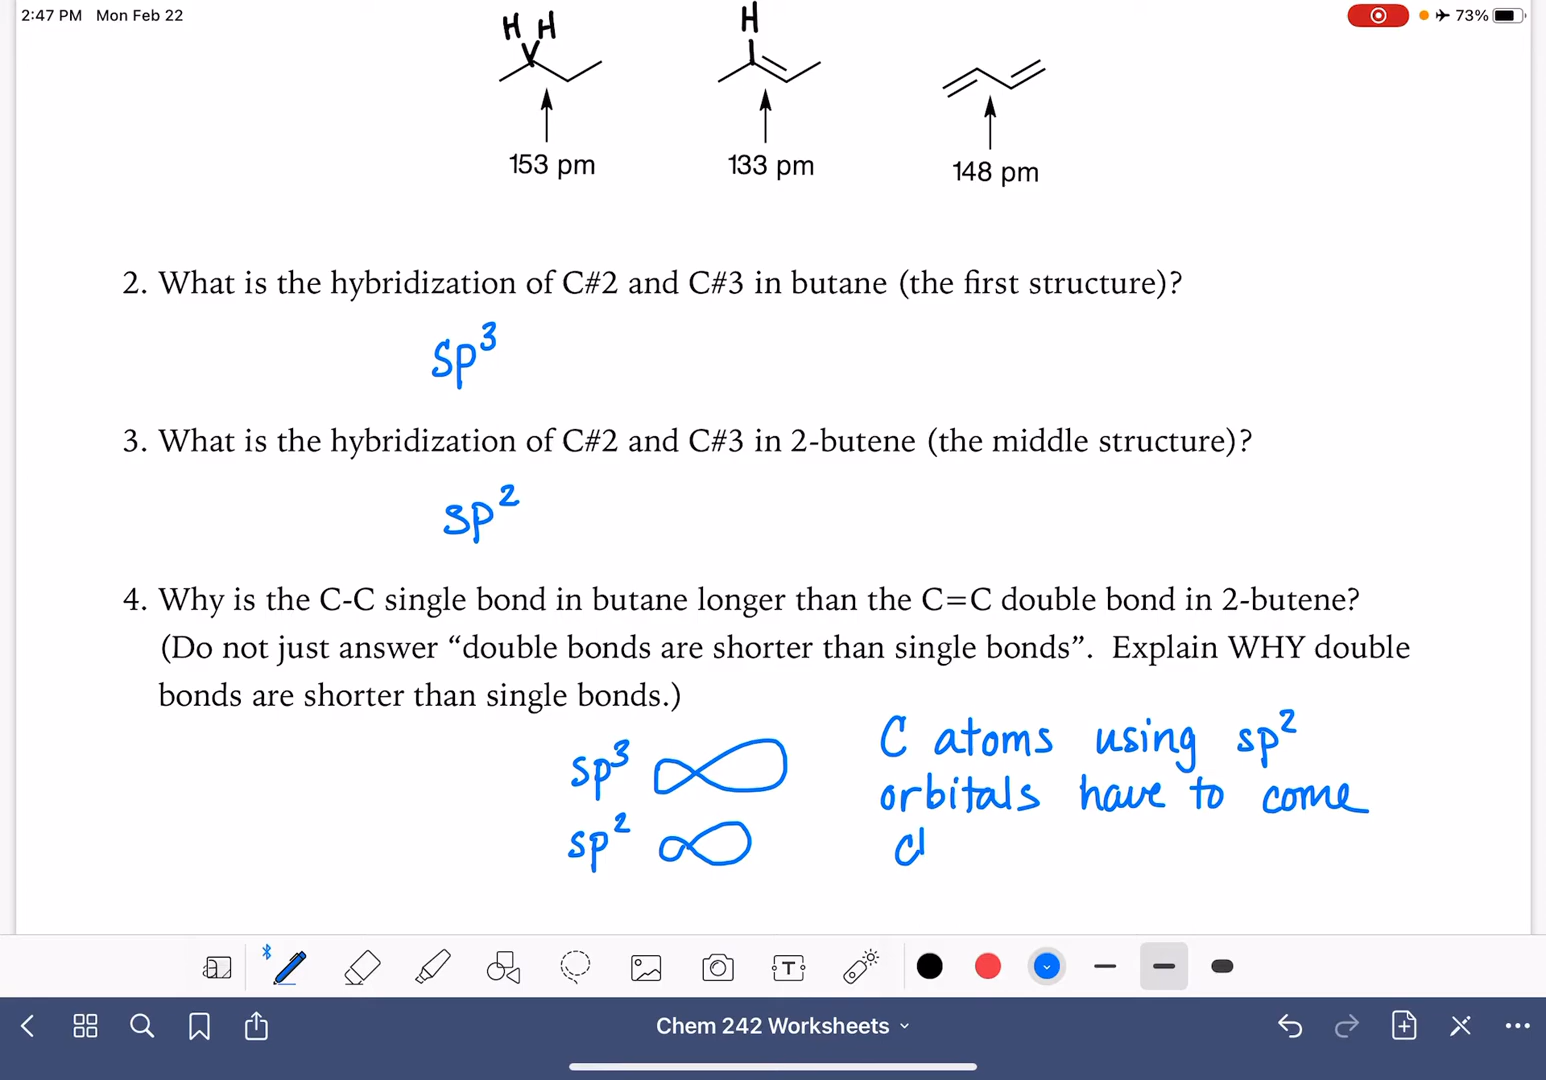 2:47 PM Mon Feb 22
73%
H H
H
153 pm
133 pm
148 pm
2. What is the hybridization of C#2 and C#3 in butane (the first structure)?
sp³
3. What is the hybridization of C#2 and C#3 in 2-butene (the middle structure)?
sp²
4. Why is the C-C single bond in butane longer than the C=C double bond in 2-butene?
(Do not just answer “double bonds are shorter than single bonds”. Explain WHY double
bonds are shorter than single bonds.)
sp³
sp²
C atoms using sp²
orbitals have to come
cl
a
T
Chem 242 Worksheets